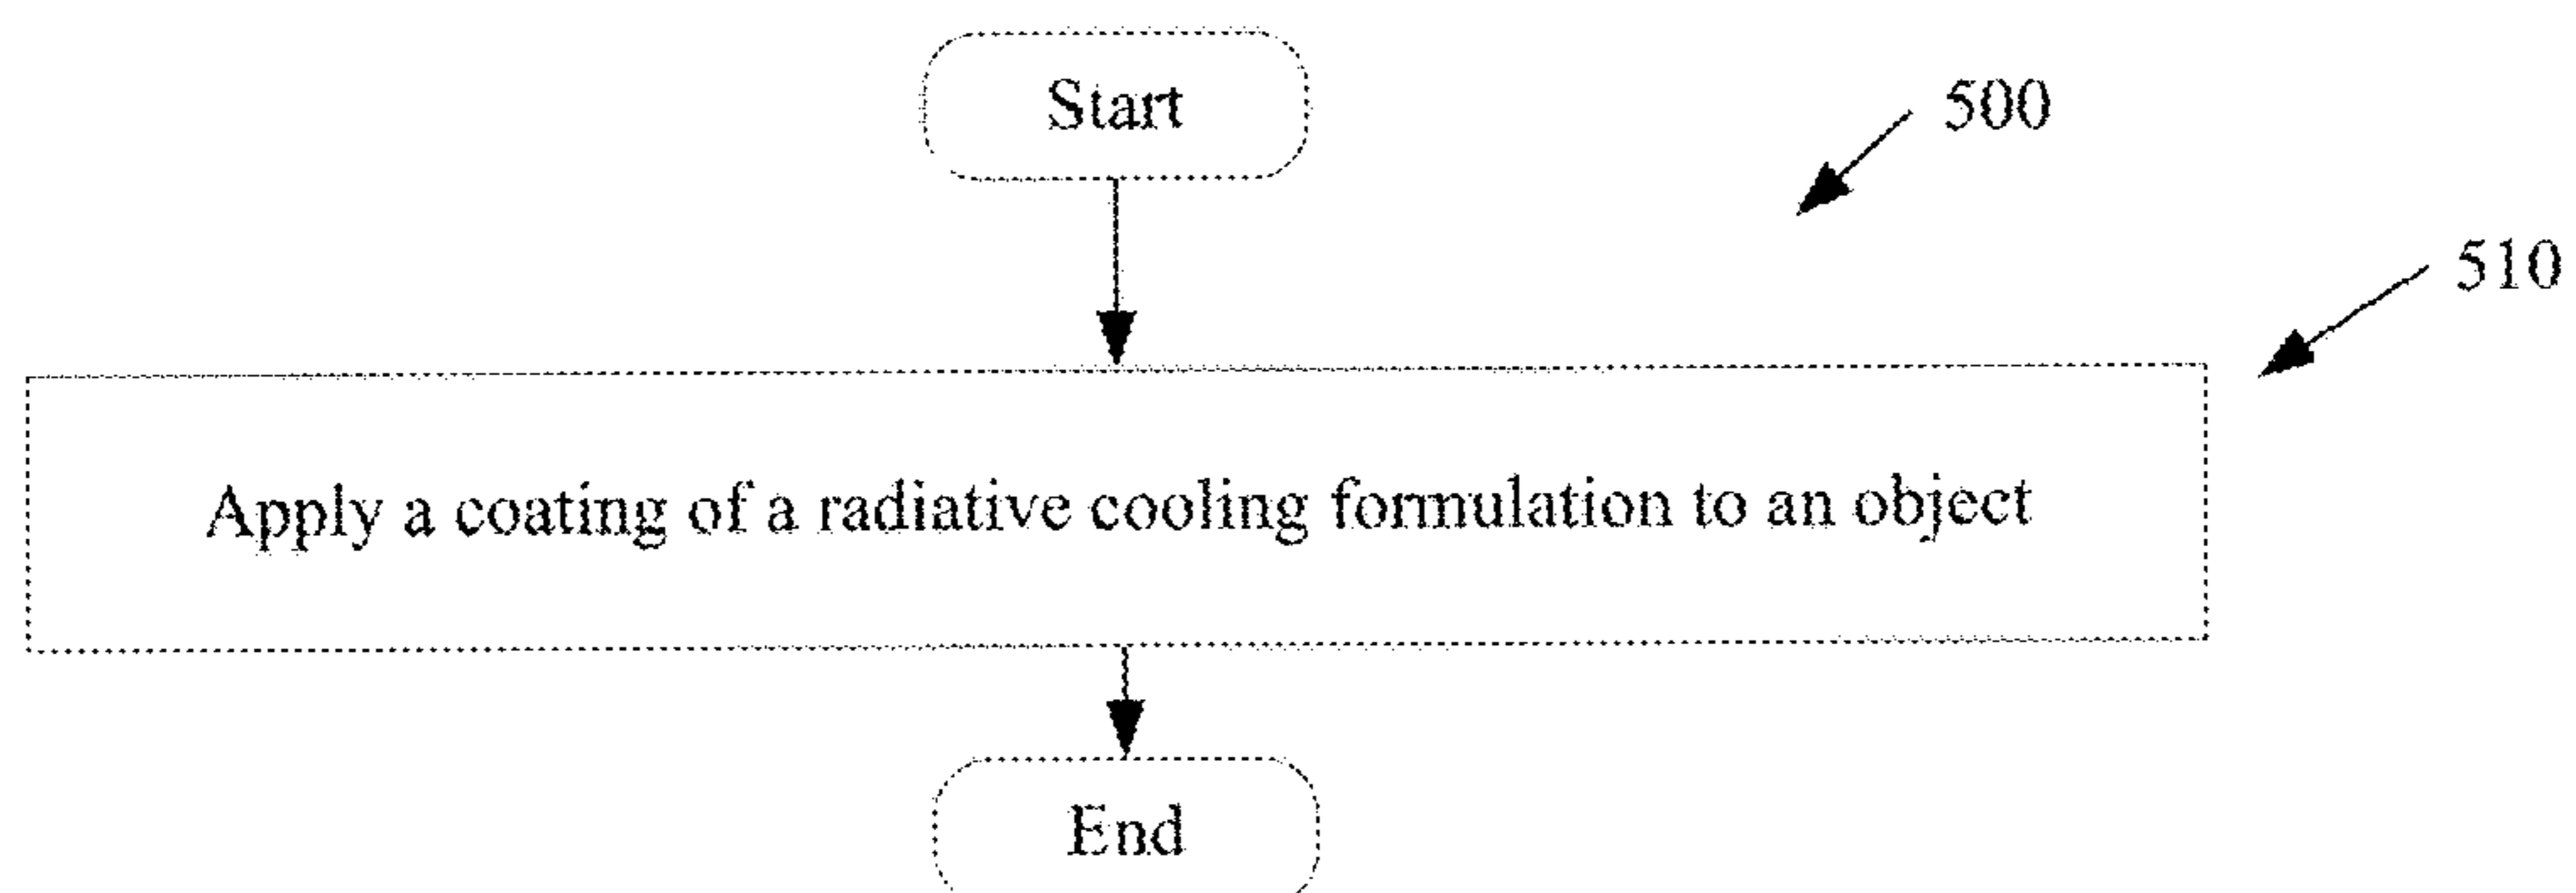 Start
500
510
Apply a coating of a radiative cooling formulation to an object
End